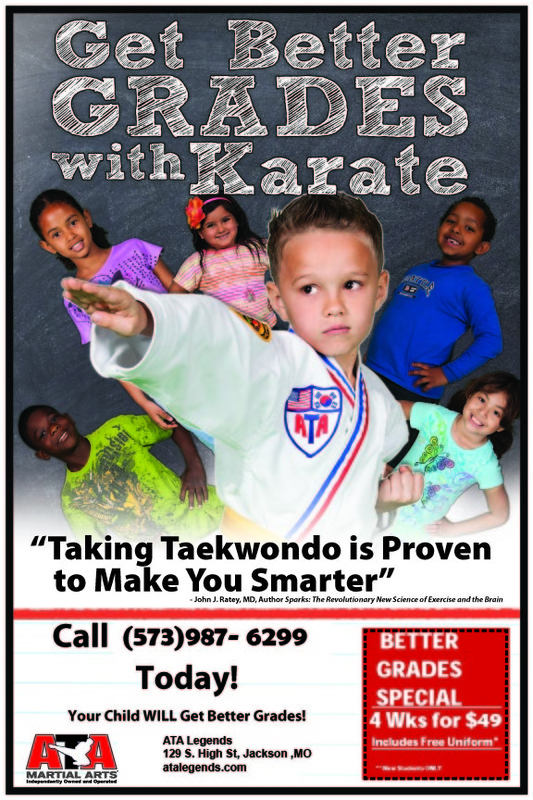 Get Better
GRADES
with Karate
ATA
"Taking Taekwondo is Proven
to Make You Smarter"
- John J. Ratey, MD, Author Sparks: The Revolutionary New Science of Exercise and the Brain
Call (573)987- 6299
Today!
Your Child WILL Get Better Grades!
ATA
MARTIAL ARTS
Independently Owned and Operated
ATA Legends
129 S. High St, Jackson ,MO
atalegends.com
BETTER
GRADES
SPECIAL
4 Wks for $49
Includes Free Uniform*
**New Students ONLY